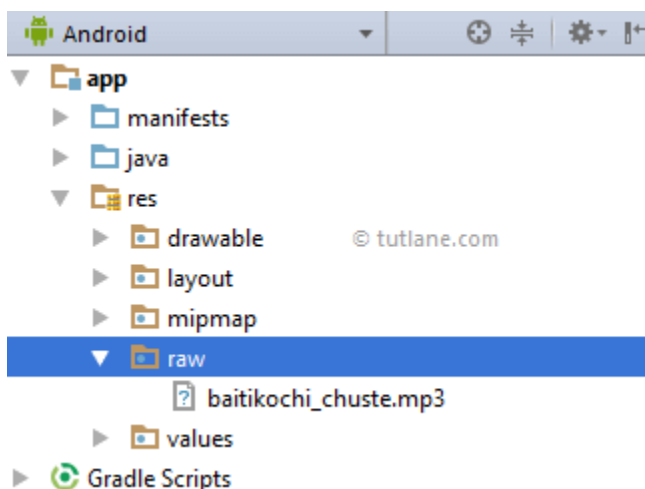 Android
app
manifests
java
res
drawable © tutlane.com
layout
mipmap
raw
baitikochi_chuste.mp3
values
Gradle Scripts